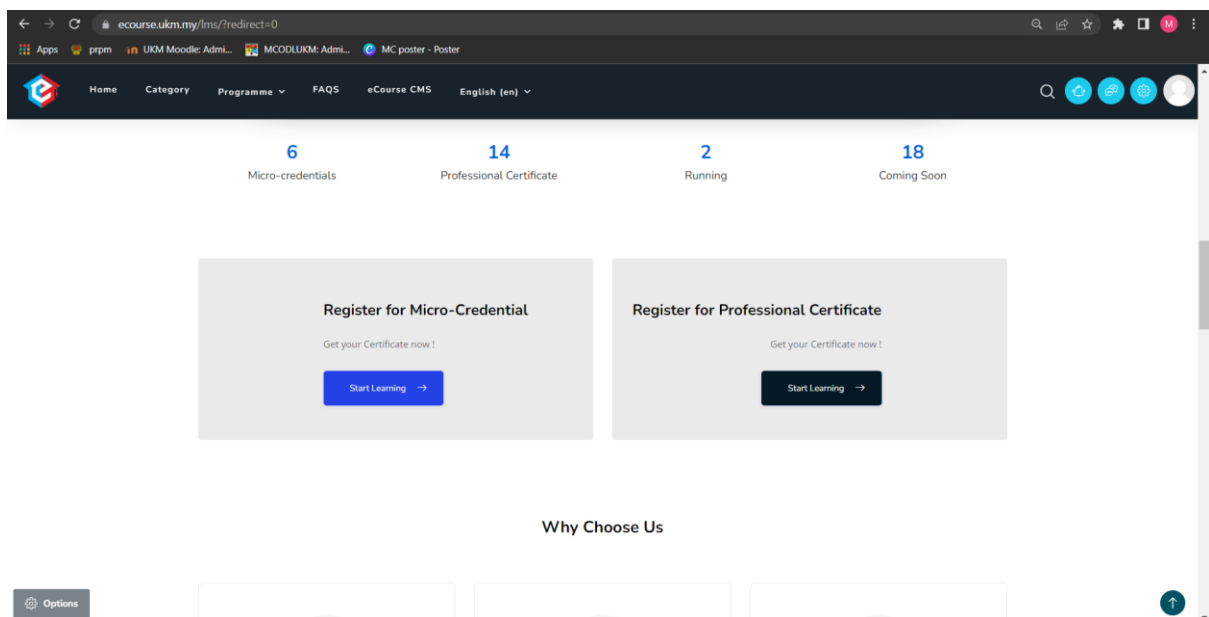 ecourse.ukm.my/lms/?redirect=0
M
Apps prpm UKM Moodle: Admi... MCODLUKM: Admi... MC poster - Poster
Home Category Programme FAQS eCourse CMS English (en)
6 14 2 18
Micro-credentials Professional Certificate Running Coming Soon
Register for Micro-Credential Register for Professional Certificate
Get your Certificate now ! Get your Certificate now !
Start Learning → Start Learning →
Why Choose Us
Options